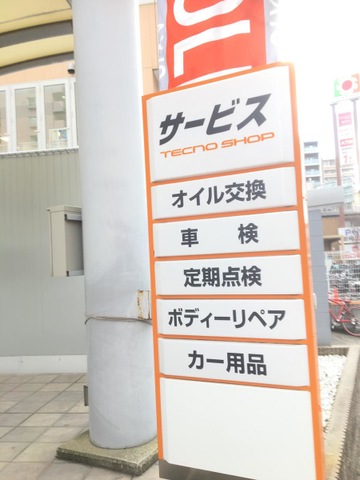 サービス
TECNO SHOP
オイル交換
車検
定期点検
ボディーリペア
カー用品